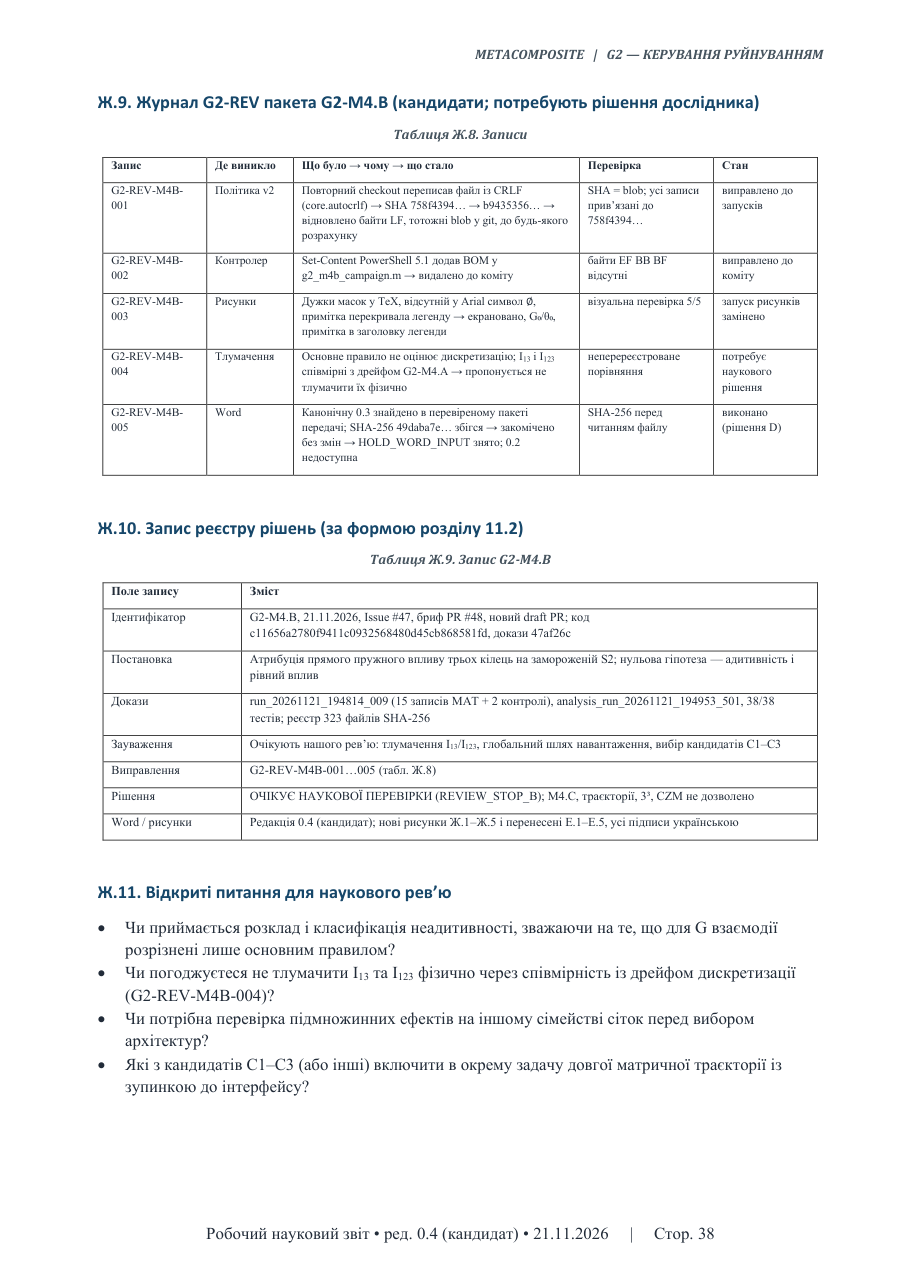 METACOMPOSITE | G2 — КЕРУВАННЯ РУЙНУВАННЯМ
Ж.9. Журнал G2-REV пакета G2-M4.B (кандидати; потребують рішення дослідника)
Таблиця Ж.8. Записи
Запис Де виникло Що було → чому → що стало Перевірка Стан
G2-REV-M4B-001 Політика v2
Повторний checkout переписав файл із CRLF
(core.autocrlf) → SHA 758f4394… → b9435356… →
відновлено байти LF, тотожні blob у git, до будь-якого
розрахунку
SHA = blob; усі записи
прив’язані до
758f4394…
виправлено до
запусків
G2-REV-M4B-002 Контролер
Set-Content PowerShell 5.1 додав BOM у
g2_m4b_campaign.m → видалено до коміту
байти EF BB BF
відсутні
виправлено до
коміту
G2-REV-M4B-003 Рисунки
Дужки масок у TeX, відсутній у Arial символ ∅,
примітка перекривала легенду → екрановано, G₀/θ₀,
примітка в заголовку легенди
візуальна перевірка 5/5
запуск рисунків
замінено
G2-REV-M4B-004 Тлумачення
Основне правило не оцінює дискретизацію; I₁₃ і I₁₂₃
співмірні з дрейфом G2-M4.A → пропонується не
тлумачити їх фізично
неперереєстроване
порівняння
потребує
наукового
рішення
G2-REV-M4B-005 Word
Канонічну 0.3 знайдено в перевіреному пакеті
передачі; SHA-256 49daba7e… збігся → закомічено
без змін → HOLD_WORD_INPUT знято; 0.2
недоступна
SHA-256 перед
читанням файлу
виконано
(рішення D)
Ж.10. Запис реєстру рішень (за формою розділу 11.2)
Таблиця Ж.9. Запис G2-M4.B
Поле запису Зміст
Ідентифікатор G2-M4.B, 21.11.2026, Issue #47, бриф PR #48, новий draft PR; код
c11656a2780f9411c0932568480d45cb868581fd, докази 47af26c
Постановка Атрибуція прямого пружного впливу трьох кілець на замороженій S2; нульова гіпотеза — адитивність і
рівний вплив
Докази run_20261121_194814_009 (15 записів MAT + 2 контролі), analysis_run_20261121_194953_501, 38/38
тестів; реєстр 323 файлів SHA-256
Зауваження Очікують нашого рев’ю: тлумачення I₁₃/I₁₂₃, глобальний шлях навантаження, вибір кандидатів C1–C3
Виправлення G2-REV-M4B-001…005 (табл. Ж.8)
Рішення ОЧІКУЄ НАУКОВОЇ ПЕРЕВІРКИ (REVIEW_STOP_B); M4.C, траєкторії, 3³, CZM не дозволено
Word / рисунки Редакція 0.4 (кандидат); нові рисунки Ж.1–Ж.5 і перенесені Е.1–Е.5, усі підписи українською
Ж.11. Відкриті питання для наукового рев’ю
• Чи приймається розклад і класифікація неадитивності, зважаючи на те, що для G взаємодії
розрізнені лише основним правилом?
• Чи погоджуєтеся не тлумачити I₁₃ та I₁₂₃ фізично через співмірність із дрейфом дискретизації
(G2-REV-M4B-004)?
• Чи потрібна перевірка підмножинних ефектів на іншому сімействі сіток перед вибором
архітектур?
• Які з кандидатів C1–C3 (або інші) включити в окрему задачу довгої матричної траєкторії із
зупинкою до інтерфейсу?
Робочий науковий звіт • ред. 0.4 (кандидат) • 21.11.2026 | Стор. 38